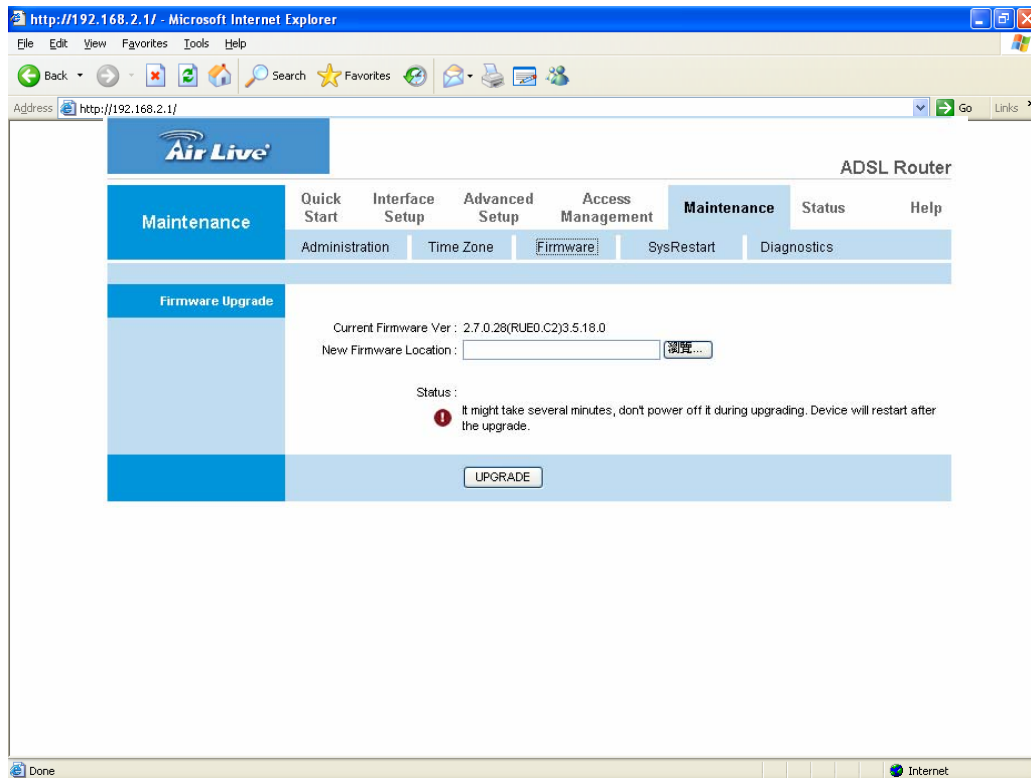 http://192.168.2.1/ - Microsoft Internet Explorer
File Edit View Favorites Tools Help
Back Search Favorites
Address http://192.168.2.1/ Go Links
Air Live®
ADSL Router
Maintenance
Quick Start Interface Setup Advanced Setup Access Management Maintenance Status Help
Administration Time Zone Firmware SysRestart Diagnostics
Firmware Upgrade
Current Firmware Ver : 2.7.0.28(RUE0.C2)3.5.18.0
New Firmware Location : 瀏覽...
Status :
It might take several minutes, don't power off it during upgrading. Device will restart after
the upgrade.
UPGRADE
Done Internet